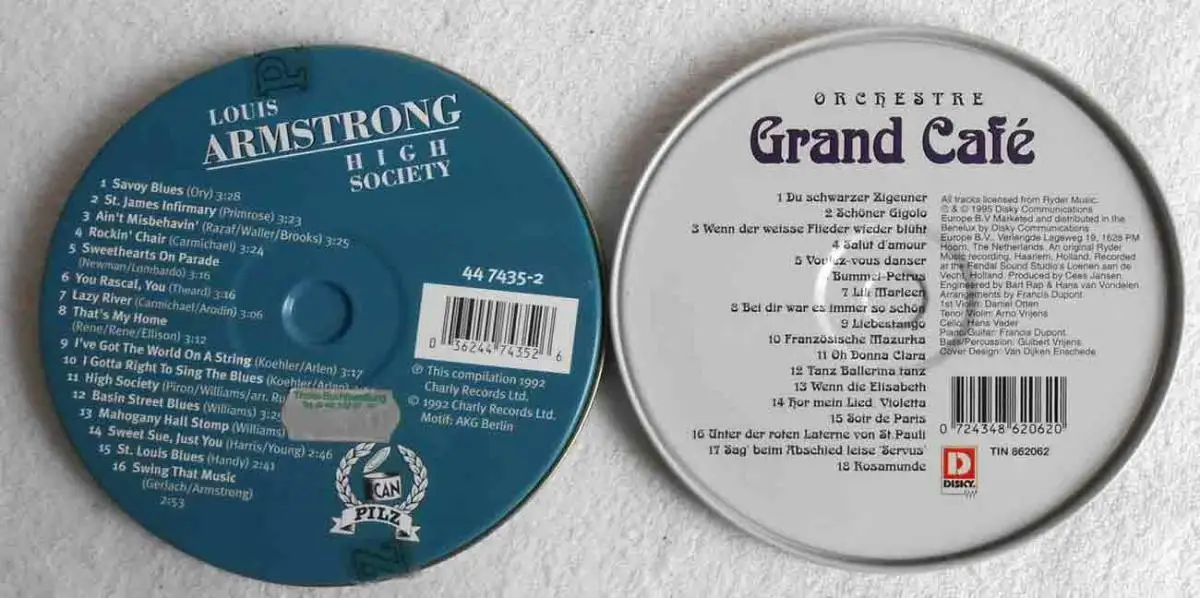 P
LOUIS
ARMSTRONG
HIGH
SOCIETY
1 Savoy Blues (Ory) 3:28
2 St. James Infirmary (Primrose) 3:23
3 Ain't Misbehavin' (Razaf/Waller/Brooks) 3:25
4 Rockin' Chair (Carmichael) 3:24
5 Sweethearts On Parade
(Newman/Lombardo) 3:16
6 You Rascal, You (Theard) 3:16
7 Lazy River (Carmichael/Arodin) 3:06
8 That's My Home
(Rene/Rene/Ellison) 3:12
9 I've Got The World On A String (Koehler/Arlen) 3:17
10 I Gotta Right To Sing The Blues (Koehler/Arlen)
11 High Society (Piron/Williams/arr.
12 Basin Street Blues (Williams)
13 Mahogany Hall Stomp (Williams)
14 Sweet Sue, Just You (Harris/Young) 2:46
15 St. Louis Blues (Handy) 2:41
16 Swing That Music
(Gerlach/Armstrong)
2:53
44 7435-2
0 36244 74352 6
℗ This compilation 1992
Charly Records Ltd.
© 1992 Charly Records Ltd.
Motif: AKG Berlin
CAN
PILZ
Z
ORCHESTRE
Grand Café
1 Du schwarzer Zigeuner
2 Schöner Gigolo
3 Wenn der weisse Flieder wieder blüht
4 Salut d'amour
5 Voulez-vous danser
6 Bummel-Petrus
7 Lili Marleen
8 Bei dir war es immer so schön
9 Liebestango
10 Französische Mazurka
11 Oh Donna Clara
12 Tanz Ballerina tanz
13 Wenn die Elisabeth
14 Hor mein Lied, Violetta
15 Soir de Paris
16 Unter der roten Laterne von St.Pauli
17 Sag' beim Abschied leise 'Servus'
18 Rosamunde
All tracks licensed from Ryder Music.
℗ & © 1995 Disky Communications
Europe B.V Marketed and distributed in the
Benelux by Disky Communications
Europe B.V., Verlengde Lageweg 19, 1628 PM
Hoorn, The Netherlands. An original Ryder
Music recording, Haarlem, Holland. Recorded
at the Fendal Sound Studio's Loenen aan de
Vecht, Holland. Produced by Cees Jansen.
Engineered by Bart Rap & Hans van Vondelen
Arrangements by Francis Dupont.
1st Violin: Daniel Otten
Tenor Violin: Arno Vrijens
Cello: Hans Vader
Piano/Guitar: Francis Dupont.
Bass/Percussion: Guibert Vrijens
Cover Design: Van Dijken Enschede
0 724348 620620
TIN 862062
D
DISKY.